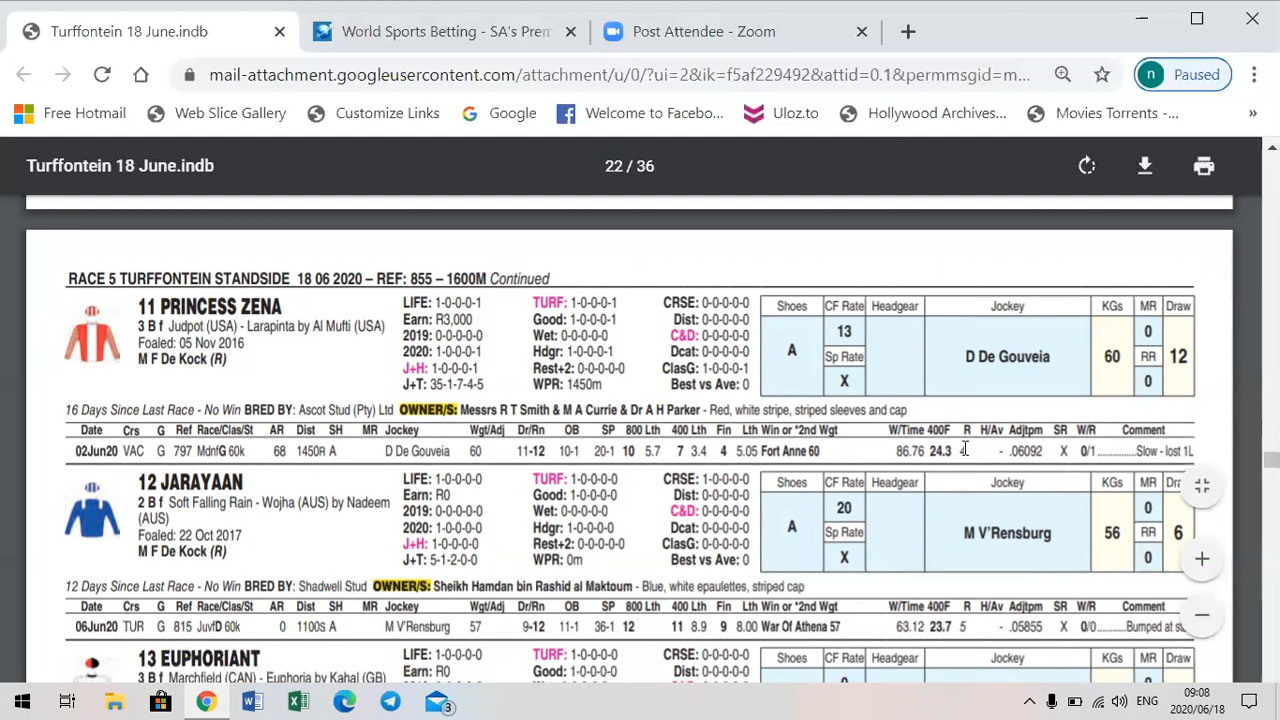 Turffontein 18 June.indb
World Sports Betting - SA's Prem
Post Attendee - Zoom
mail-attachment.googleusercontent.com/attachment/u/0/?ui=2&ik=f5af229492&attid=0.1&permmsgid=m...
n Paused
Free Hotmail Web Slice Gallery Customize Links Google Welcome to Facebo... Uloz.to Hollywood Archives... Movies Torrents -... »
Turffontein 18 June.indb 22 / 36
RACE 5 TURFFONTEIN STANDSIDE 18 06 2020 – REF: 855 – 1600M Continued
11 PRINCESS ZENA
3 B f Judpot (USA) - Larapinta by Al Mufti (USA)
Foaled: 05 Nov 2016
M F De Kock (R)
LIFE: 1-0-0-0-1 TURF: 1-0-0-0-1 CRSE: 0-0-0-0-0
Earn: R3,000 Good: 1-0-0-0-1 Dist: 0-0-0-0-0
2019: 0-0-0-0-0 Wet: 0-0-0-0-0 C&D: 0-0-0-0-0
2020: 1-0-0-0-1 Hdgr: 1-0-0-0-1 Dcat: 0-0-0-0-0
J+H: 1-0-0-0-1 Rest+2: 0-0-0-0-0 ClasG: 1-0-0-0-1
J+T: 35-1-7-4-5 WPR: 1450m Best vs Ave: 0
Shoes CF Rate Headgear Jockey KGs MR Draw
A 13 Sp Rate X D De Gouveia 60 0 RR 0 12
16 Days Since Last Race - No Win BRED BY: Ascot Stud (Pty) Ltd OWNER/S: Messrs R T Smith & M A Currie & Dr A H Parker - Red, white stripe, striped sleeves and cap
Date Crs G Ref Race/Clas/St AR Dist SH MR Jockey Wgt/Adj Dr/Rn OB SP 800 Lth 400 Lth Fin Lth Win or *2nd Wgt W/Time 400F R H/Av Adjtpm SR W/R Comment
02Jun20 VAC G 797 MdnfG 60k 68 1450R A D De Gouveia 60 11-12 10-1 20-1 10 5.7 7 3.4 4 5.05 Fort Anne 60 86.76 24.3 - .06092 X 0/1 .............Slow - lost 1L
12 JARAYAAN
2 B f Soft Falling Rain - Wojha (AUS) by Nadeem
(AUS)
Foaled: 22 Oct 2017
M F De Kock (R)
LIFE: 1-0-0-0-0 TURF: 1-0-0-0-0 CRSE: 1-0-0-0-0
Earn: R0 Good: 1-0-0-0-0 Dist: 0-0-0-0-0
2019: 0-0-0-0-0 Wet: 0-0-0-0-0 C&D: 0-0-0-0-0
2020: 1-0-0-0-0 Hdgr: 1-0-0-0-0 Dcat: 0-0-0-0-0
J+H: 1-0-0-0-0 Rest+2: 0-0-0-0-0 ClasG: 0-0-0-0-0
J+T: 5-1-2-0-0 WPR: 0m Best vs Ave: 0
Shoes CF Rate Headgear Jockey KGs MR Draw
A 20 Sp Rate X M V'Rensburg 56 0 RR 0 6
12 Days Since Last Race - No Win BRED BY: Shadwell Stud OWNER/S: Sheikh Hamdan bin Rashid al Maktoum - Blue, white epaulettes, striped cap
Date Crs G Ref Race/Clas/St AR Dist SH MR Jockey Wgt/Adj Dr/Rn OB SP 800 Lth 400 Lth Fin Lth Win or *2nd Wgt W/Time 400F R H/Av Adjtpm SR W/R Comment
06Jun20 TUR G 815 JuvfD 60k 0 1100S A M V'Rensburg 57 9-12 11-1 36-1 12 11 8.9 9 8.00 War Of Athena 57 63.12 23.7 5 - .05855 X 0/0 ..........Bumped at
13 EUPHORIANT
3 B f Marchfield (CAN) - Euphoria by Kahal (GB)
LIFE: 1-0-0-0-0 TURF: 1-0-0-0-0 CRSE: 0-0-0-0-0
Earn: R0 Good: 1-0-0-0-0 Dist: 0-0-0-0-0
Shoes CF Rate Headgear Jockey KGs MR Draw
3 ENG 09:08 2020/06/18